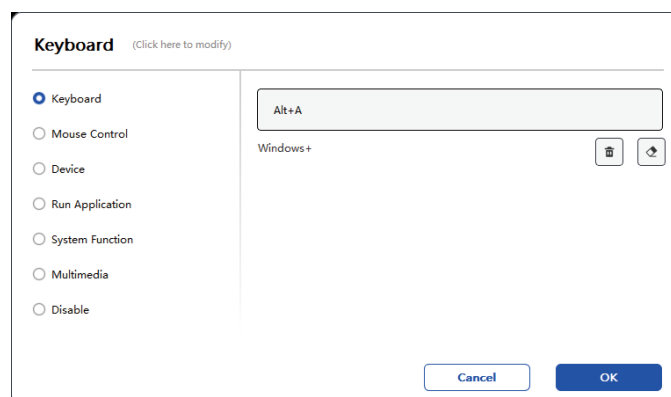 Keyboard (Click here to modify)
Keyboard
Mouse Control
Device
Run Application
System Function
Multimedia
Disable
Alt+A
Windows+
Cancel
OK